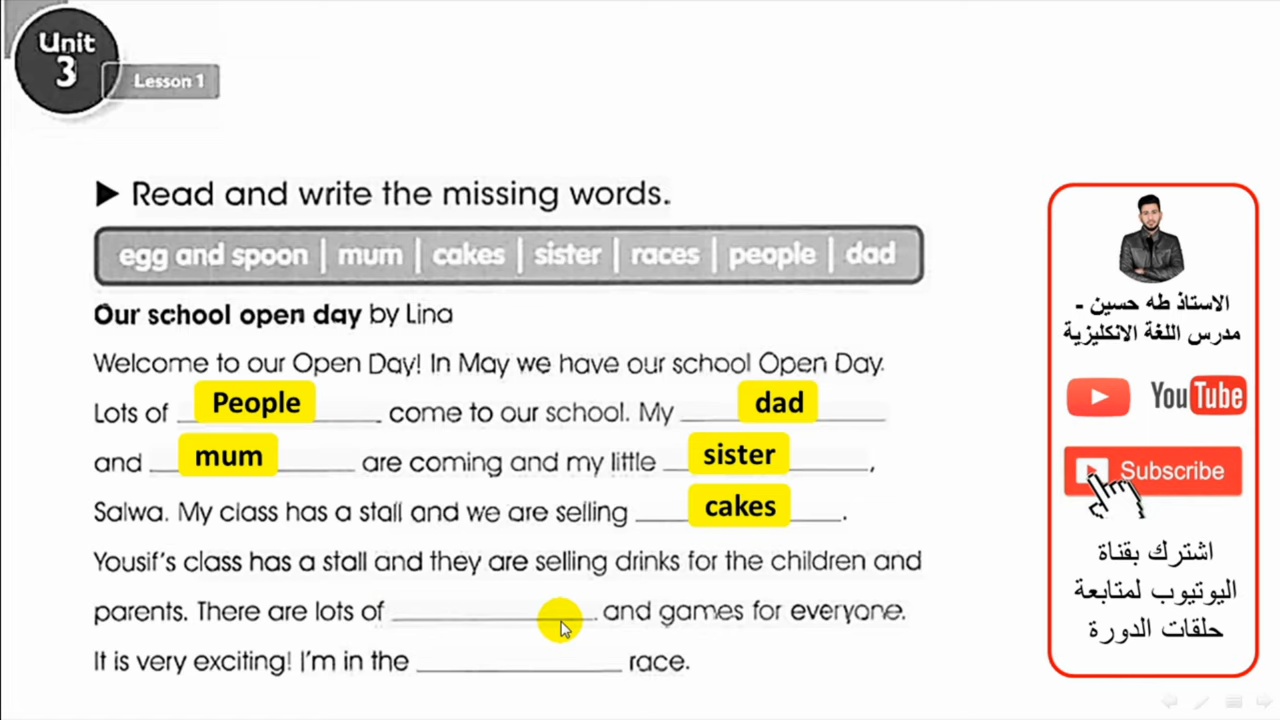 Unit
3
Lesson 1
▶ Read and write the missing words.
egg and spoon | mum | cakes | sister | races | people | dad
Our school open day by Lina
Welcome to our Open Day! In May we have our school Open Day.
Lots of People come to our school. My dad
and mum are coming and my little sister,
Salwa. My class has a stall and we are selling cakes.
Yousif's class has a stall and they are selling drinks for the children and
parents. There are lots of ____ and games for everyone.
It is very exciting! I'm in the ____ race.
الاستاذ طه حسين -
مدرس اللغة الانكليزية
YouTube
Subscribe
اشترك بقناة
اليوتيوب لمتابعة
حلقات الدورة